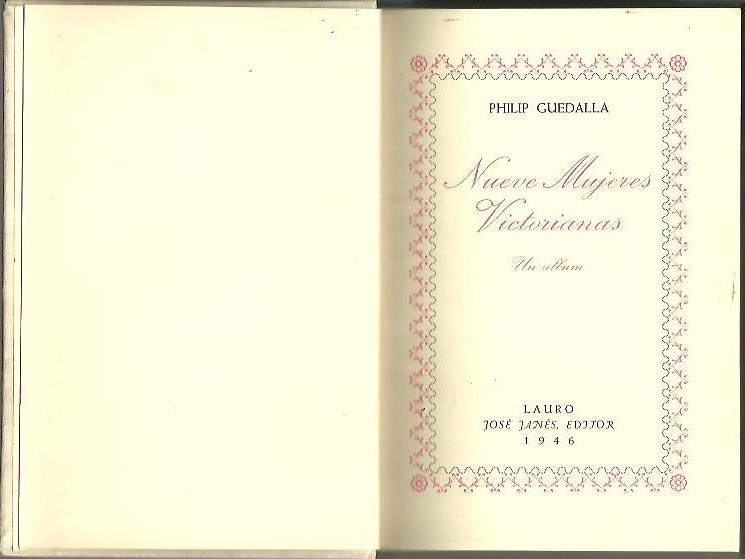 PHILIP GUEDALLA
Nueve Mujeres
Victorianas
Un album
LAURO
JOSÉ JANÉS, EDITOR
1946